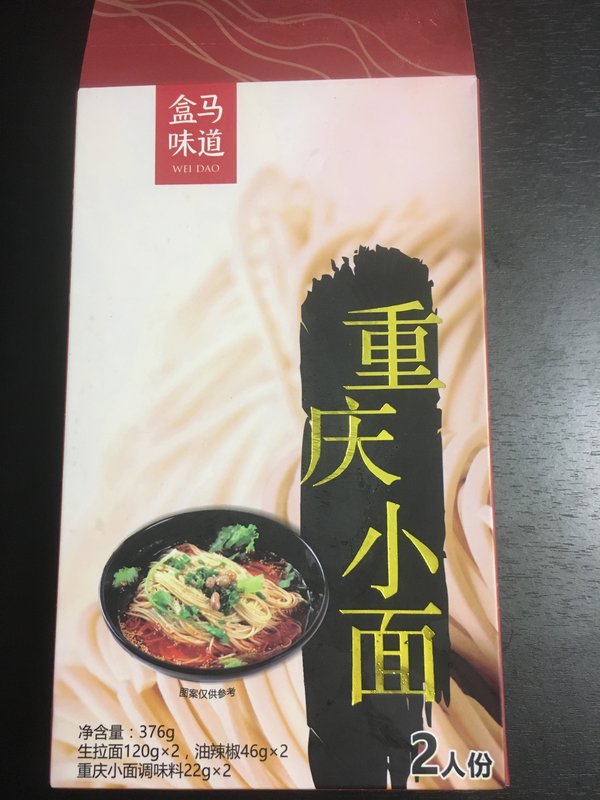 盒马
味道
WEI DAO
重庆小面
图案仅供参考
净含量：376g
生拉面120g×2，油辣椒46g×2
重庆小面调味料22g×2
2人份